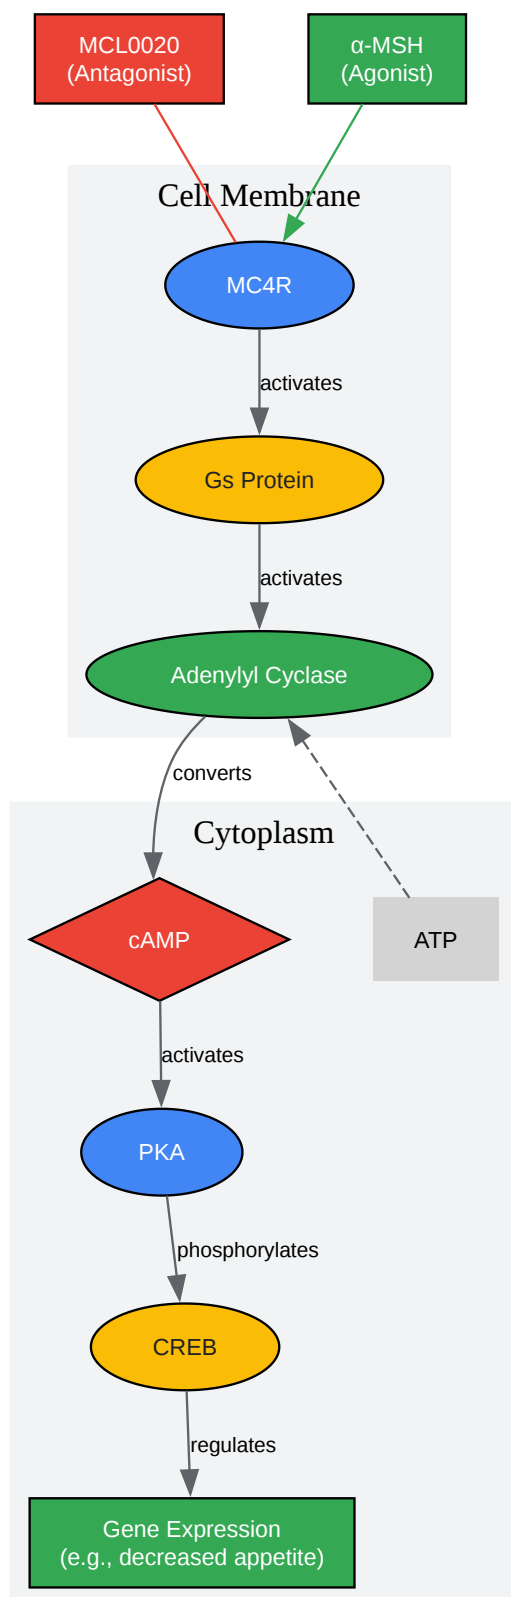 MCL0020
(Antagonist)
α-MSH
(Agonist)
Cell Membrane
MC4R
activates
Gs Protein
activates
Adenylyl Cyclase
converts
Cytoplasm
cAMP
ATP
activates
PKA
phosphorylates
CREB
regulates
Gene Expression
(e.g., decreased appetite)